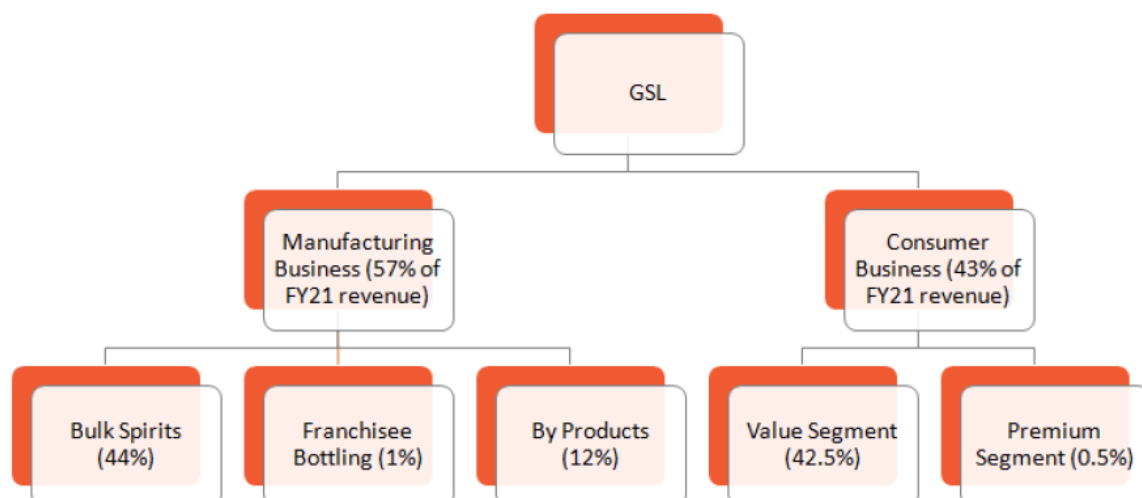 GSL
Manufacturing
Business (57% of
FY21 revenue)
Consumer
Business (43% of
FY21 revenue)
Bulk Spirits
(44%)
Franchisee
Bottling (1%)
By Products
(12%)
Value Segment
(42.5%)
Premium
Segment (0.5%)